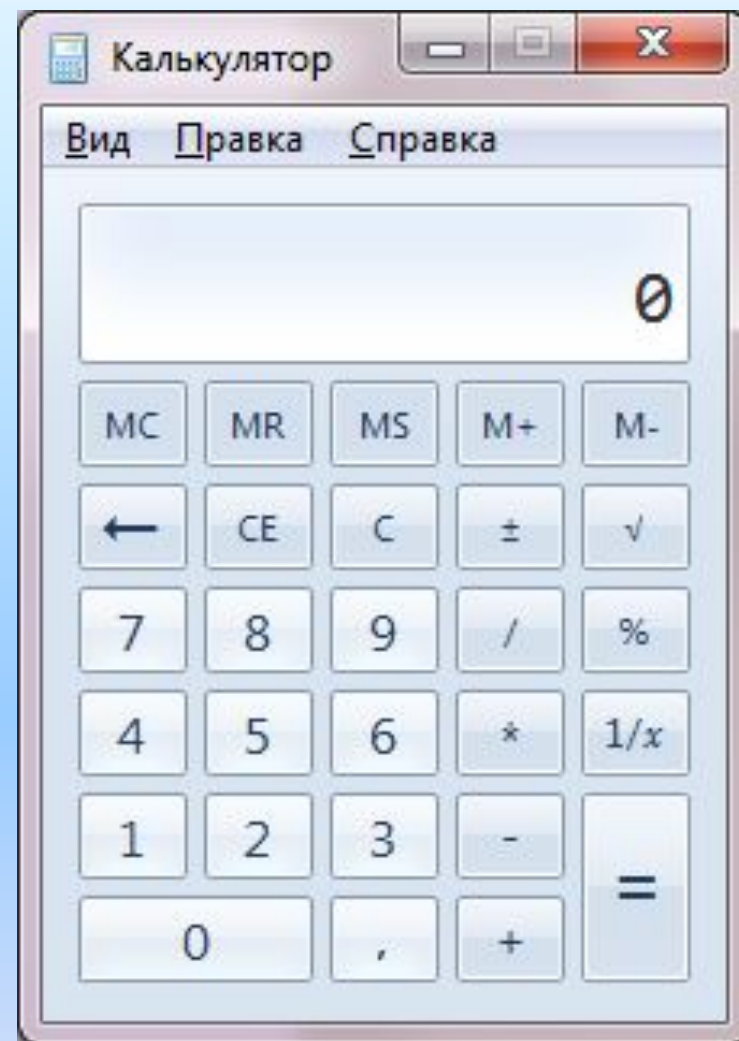 Калькулятор
Вид Правка Справка
0
MC MR MS M+ M-
← CE C ± √
7 8 9 / %
4 5 6 * 1/x
1 2 3 - =
0 , +